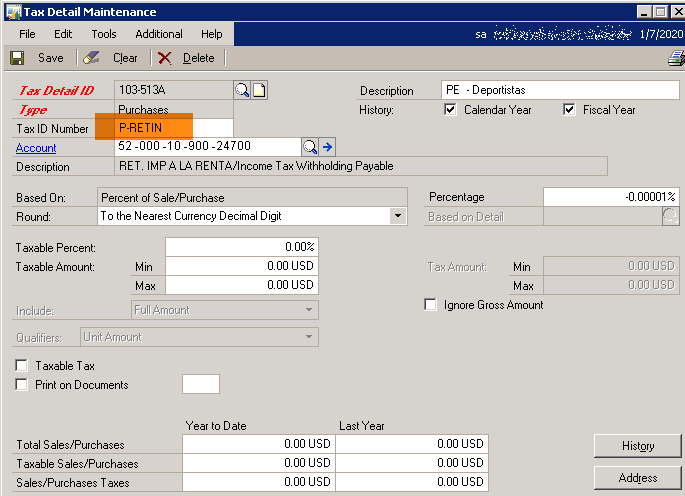 Tax Detail Maintenance
File Edit Tools Additional Help sa 1/7/2020
Save Clear Delete
Tax Detail ID 103-513A Description PE - Deportistas
Type Purchases History: Calendar Year Fiscal Year
Tax ID Number P-RETIN
Account 52 -000 -10 -900 -24700
Description RET. IMP A LA RENTA/Income Tax Withholding Payable
Based On: Percent of Sale/Purchase Percentage -0.00001%
Round: To the Nearest Currency Decimal Digit Based on Detail
Taxable Percent: 0.00%
Taxable Amount: Min 0.00 USD Tax Amount: Min 0.00 USD
Max 0.00 USD Max 0.00 USD
Include: Full Amount Ignore Gross Amount
Qualifiers: Unit Amount
Taxable Tax
Print on Documents
Year to Date Last Year
Total Sales/Purchases 0.00 USD 0.00 USD History
Taxable Sales/Purchases 0.00 USD 0.00 USD
Sales/Purchases Taxes 0.00 USD 0.00 USD Address